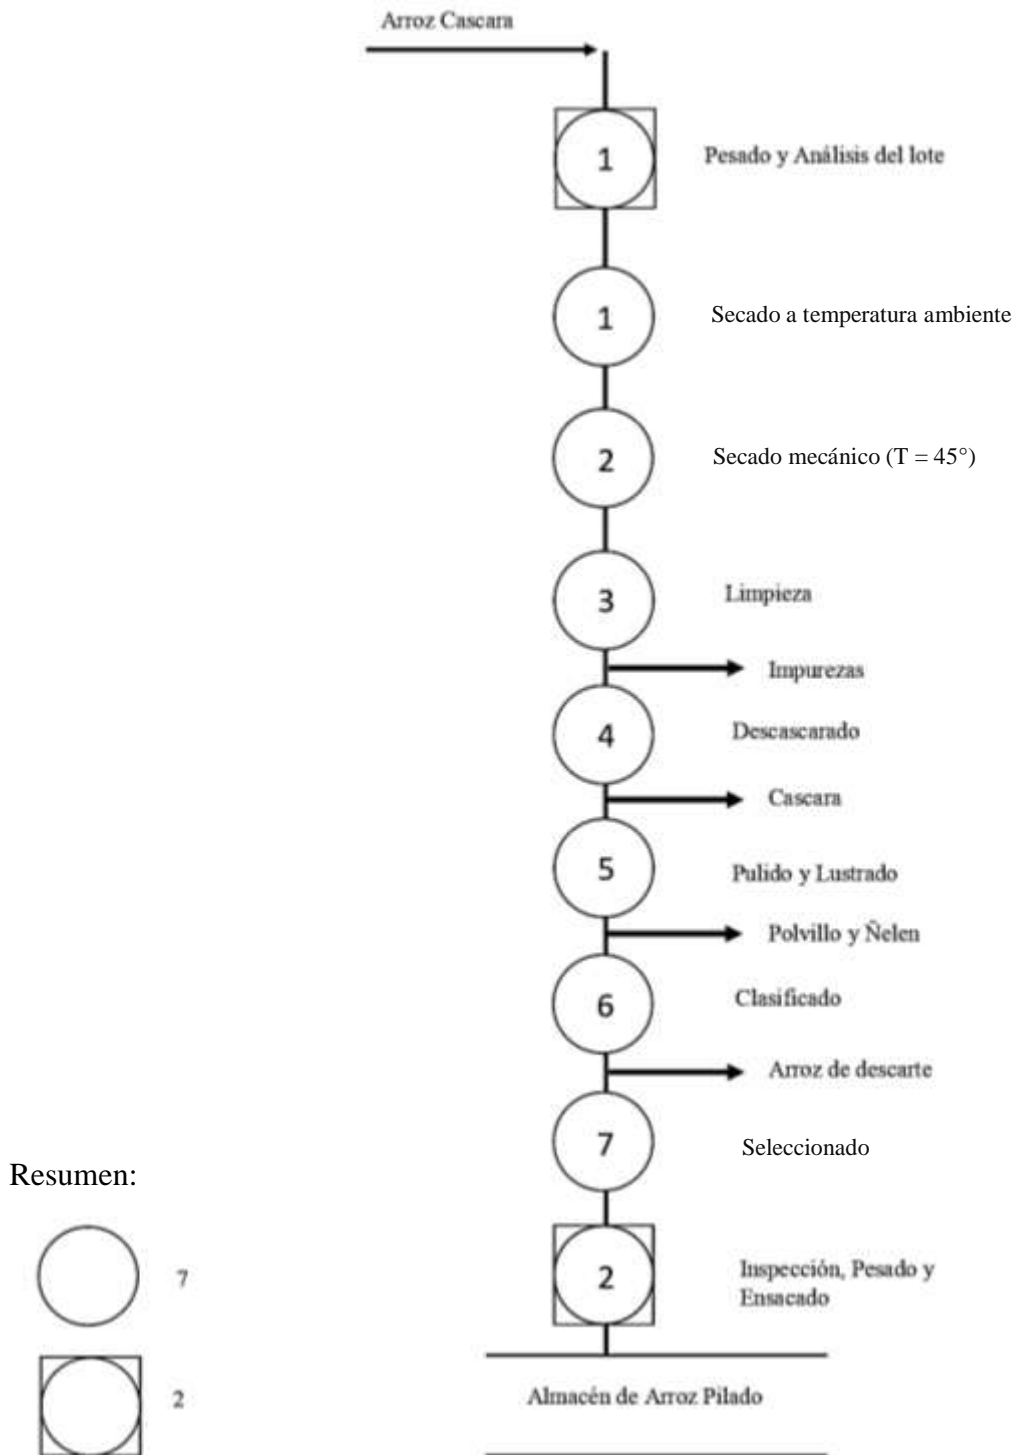 Arroz Cascara
1
Pesado y Análisis del lote
1
Secado a temperatura ambiente
2
Secado mecánico (T = 45°)
3
Limpieza
Impurezas
4
Descascarado
Cascara
5
Pulido y Lustrado
Polvillo y Ñelen
6
Clasificado
Arroz de descarte
7
Seleccionado
Resumen:
7
2
2
Inspección, Pesado y
Ensacado
Almacén de Arroz Pilado